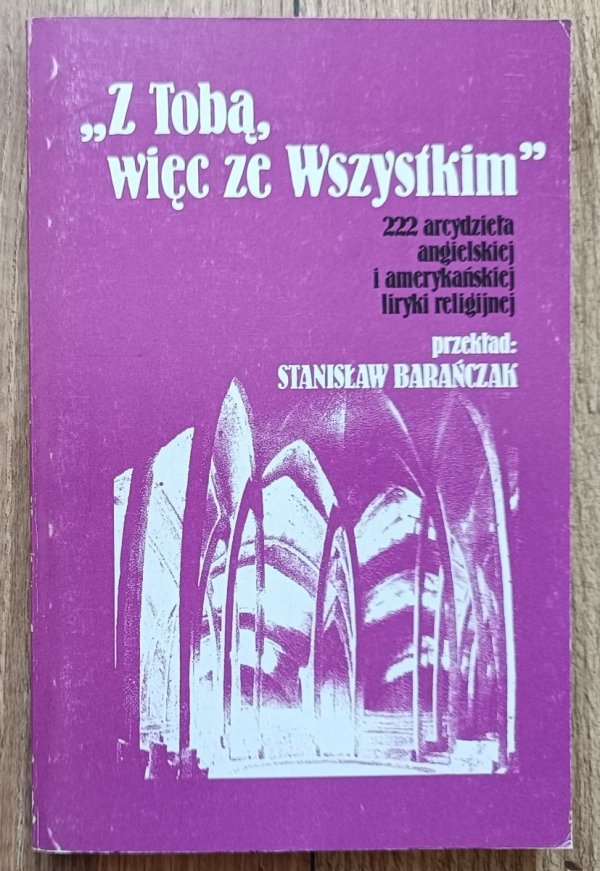 „Z Tobą,
więc ze Wszystkim”
222 arcydzieła
angielskiej
i amerykańskiej
liryki religijnej
przekład:
STANISŁAW BARAŃCZAK